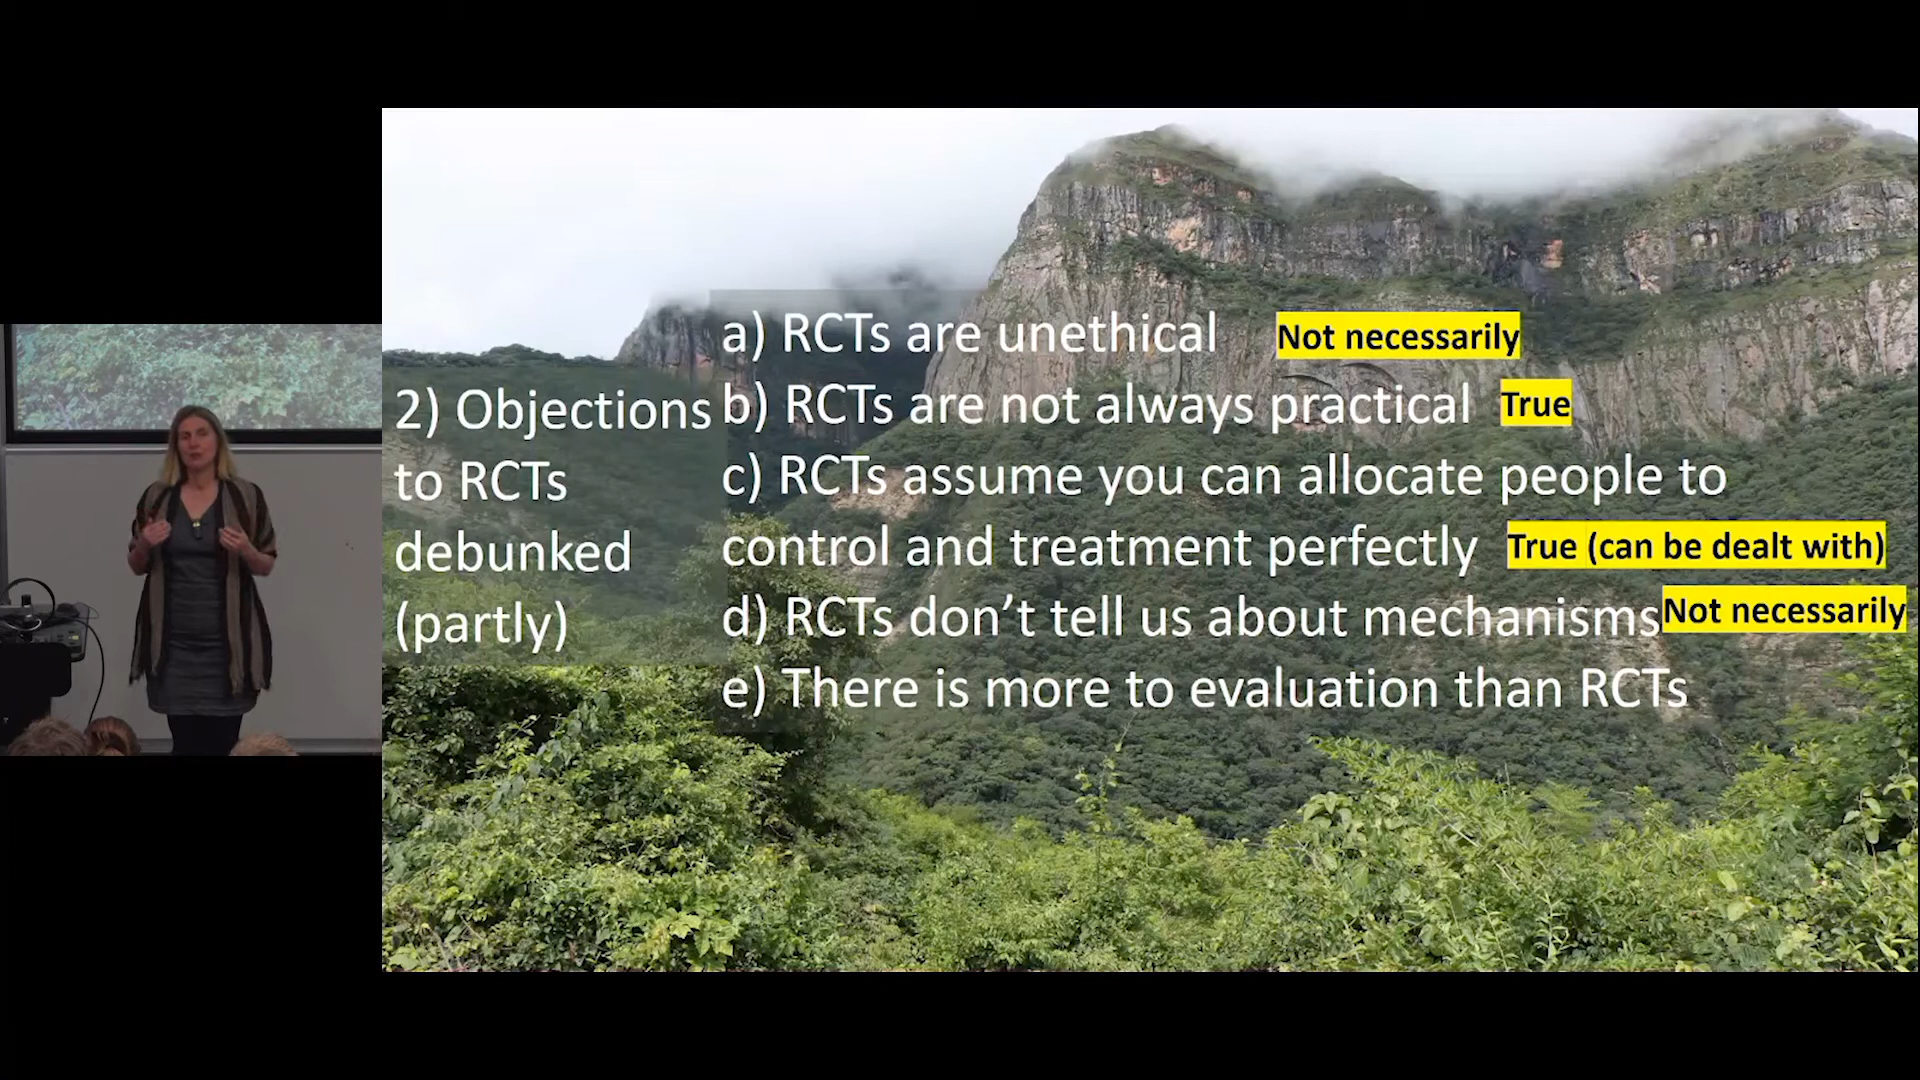 2) Objections
to RCTs
debunked
(partly)
a) RCTs are unethical Not necessarily
b) RCTs are not always practical True
c) RCTs assume you can allocate people to
control and treatment perfectly True (can be dealt with)
d) RCTs don’t tell us about mechanisms Not necessarily
e) There is more to evaluation than RCTs